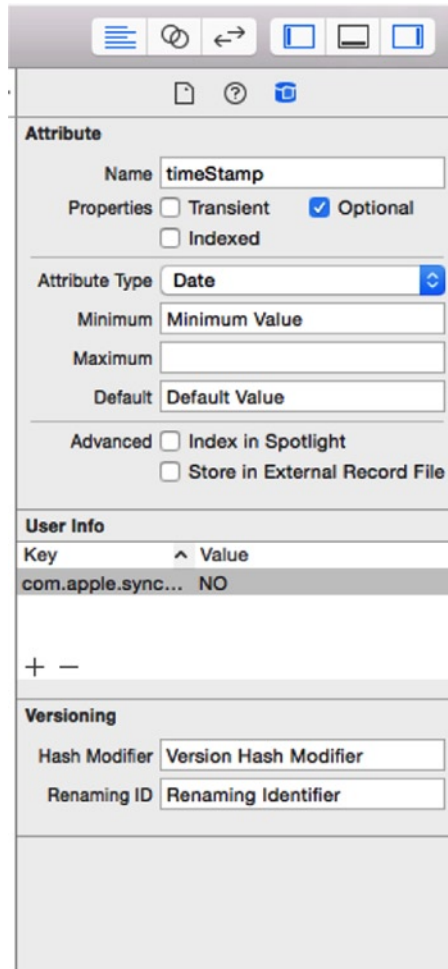 Attribute
Name timeStamp
Properties Transient Optional
Indexed
Attribute Type Date
Minimum Minimum Value
Maximum
Default Default Value
Advanced Index in Spotlight
Store in External Record File
User Info
Key Value
com.apple.sync... NO
+ −
Versioning
Hash Modifier Version Hash Modifier
Renaming ID Renaming Identifier